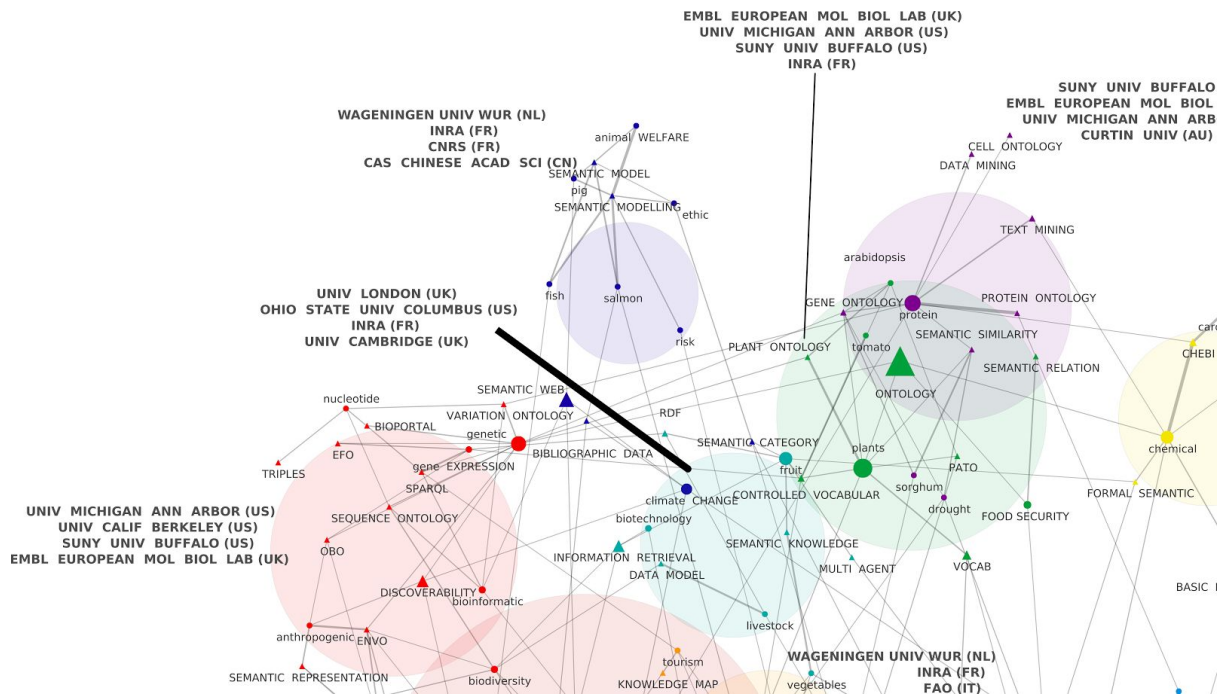 EMBL EUROPEAN MOL BIOL LAB (UK)
UNIV MICHIGAN ANN ARBOR (US)
SUNY UNIV BUFFALO (US)
INRA (FR)
SUNY UNIV BUFFALO
EMBL EUROPEAN MOL BIOL
UNIV MICHIGAN ANN ARB
CURTIN UNIV (AU)
WAGENINGEN UNIV WUR (NL)
INRA (FR)
CNRS (FR)
CAS CHINESE ACAD SCI (CN)
animal WELFARE
SEMANTIC MODEL
pig
SEMANTIC MODELLING
ethic
CELL ONTOLOGY
DATA MINING
TEXT MINING
arabidopsis
fish
salmon
risk
GENE ONTOLOGY
PROTEIN ONTOLOGY
protein
SEMANTIC SIMILARITY
PLANT ONTOLOGY
tomato
SEMANTIC RELATION
ONTOLOGY
card
CHEBI
UNIV LONDON (UK)
OHIO STATE UNIV COLUMBUS (US)
INRA (FR)
UNIV CAMBRIDGE (UK)
SEMANTIC WEB
nucleotide
VARIATION ONTOLOGY
RDF
BIOPORTAL
genetic
BIBLIOGRAPHIC DATA
SEMANTIC CATEGORY
plants
chemical
EFO
gene EXPRESSION
fruit
PATO
TRIPLES
SPARQL
climate CHANGE
CONTROLLED VOCABULAR
sorghum
FORMAL SEMANTIC
drought
FOOD SECURITY
SEQUENCE ONTOLOGY
biotechnology
UNIV MICHIGAN ANN ARBOR (US)
UNIV CALIF BERKELEY (US)
SUNY UNIV BUFFALO (US)
EMBL EUROPEAN MOL BIOL LAB (UK)
OBO
SEMANTIC KNOWLEDGE
INFORMATION RETRIEVAL
DATA MODEL
MULTI AGENT
VOCAB
DISCOVERABILITY
bioinformatic
BASIC
livestock
anthropogenic
ENVO
SEMANTIC REPRESENTATION
biodiversity
tourism
KNOWLEDGE MAP
WAGENINGEN UNIV WUR (NL)
INRA (FR)
FAO (IT)
vegetables